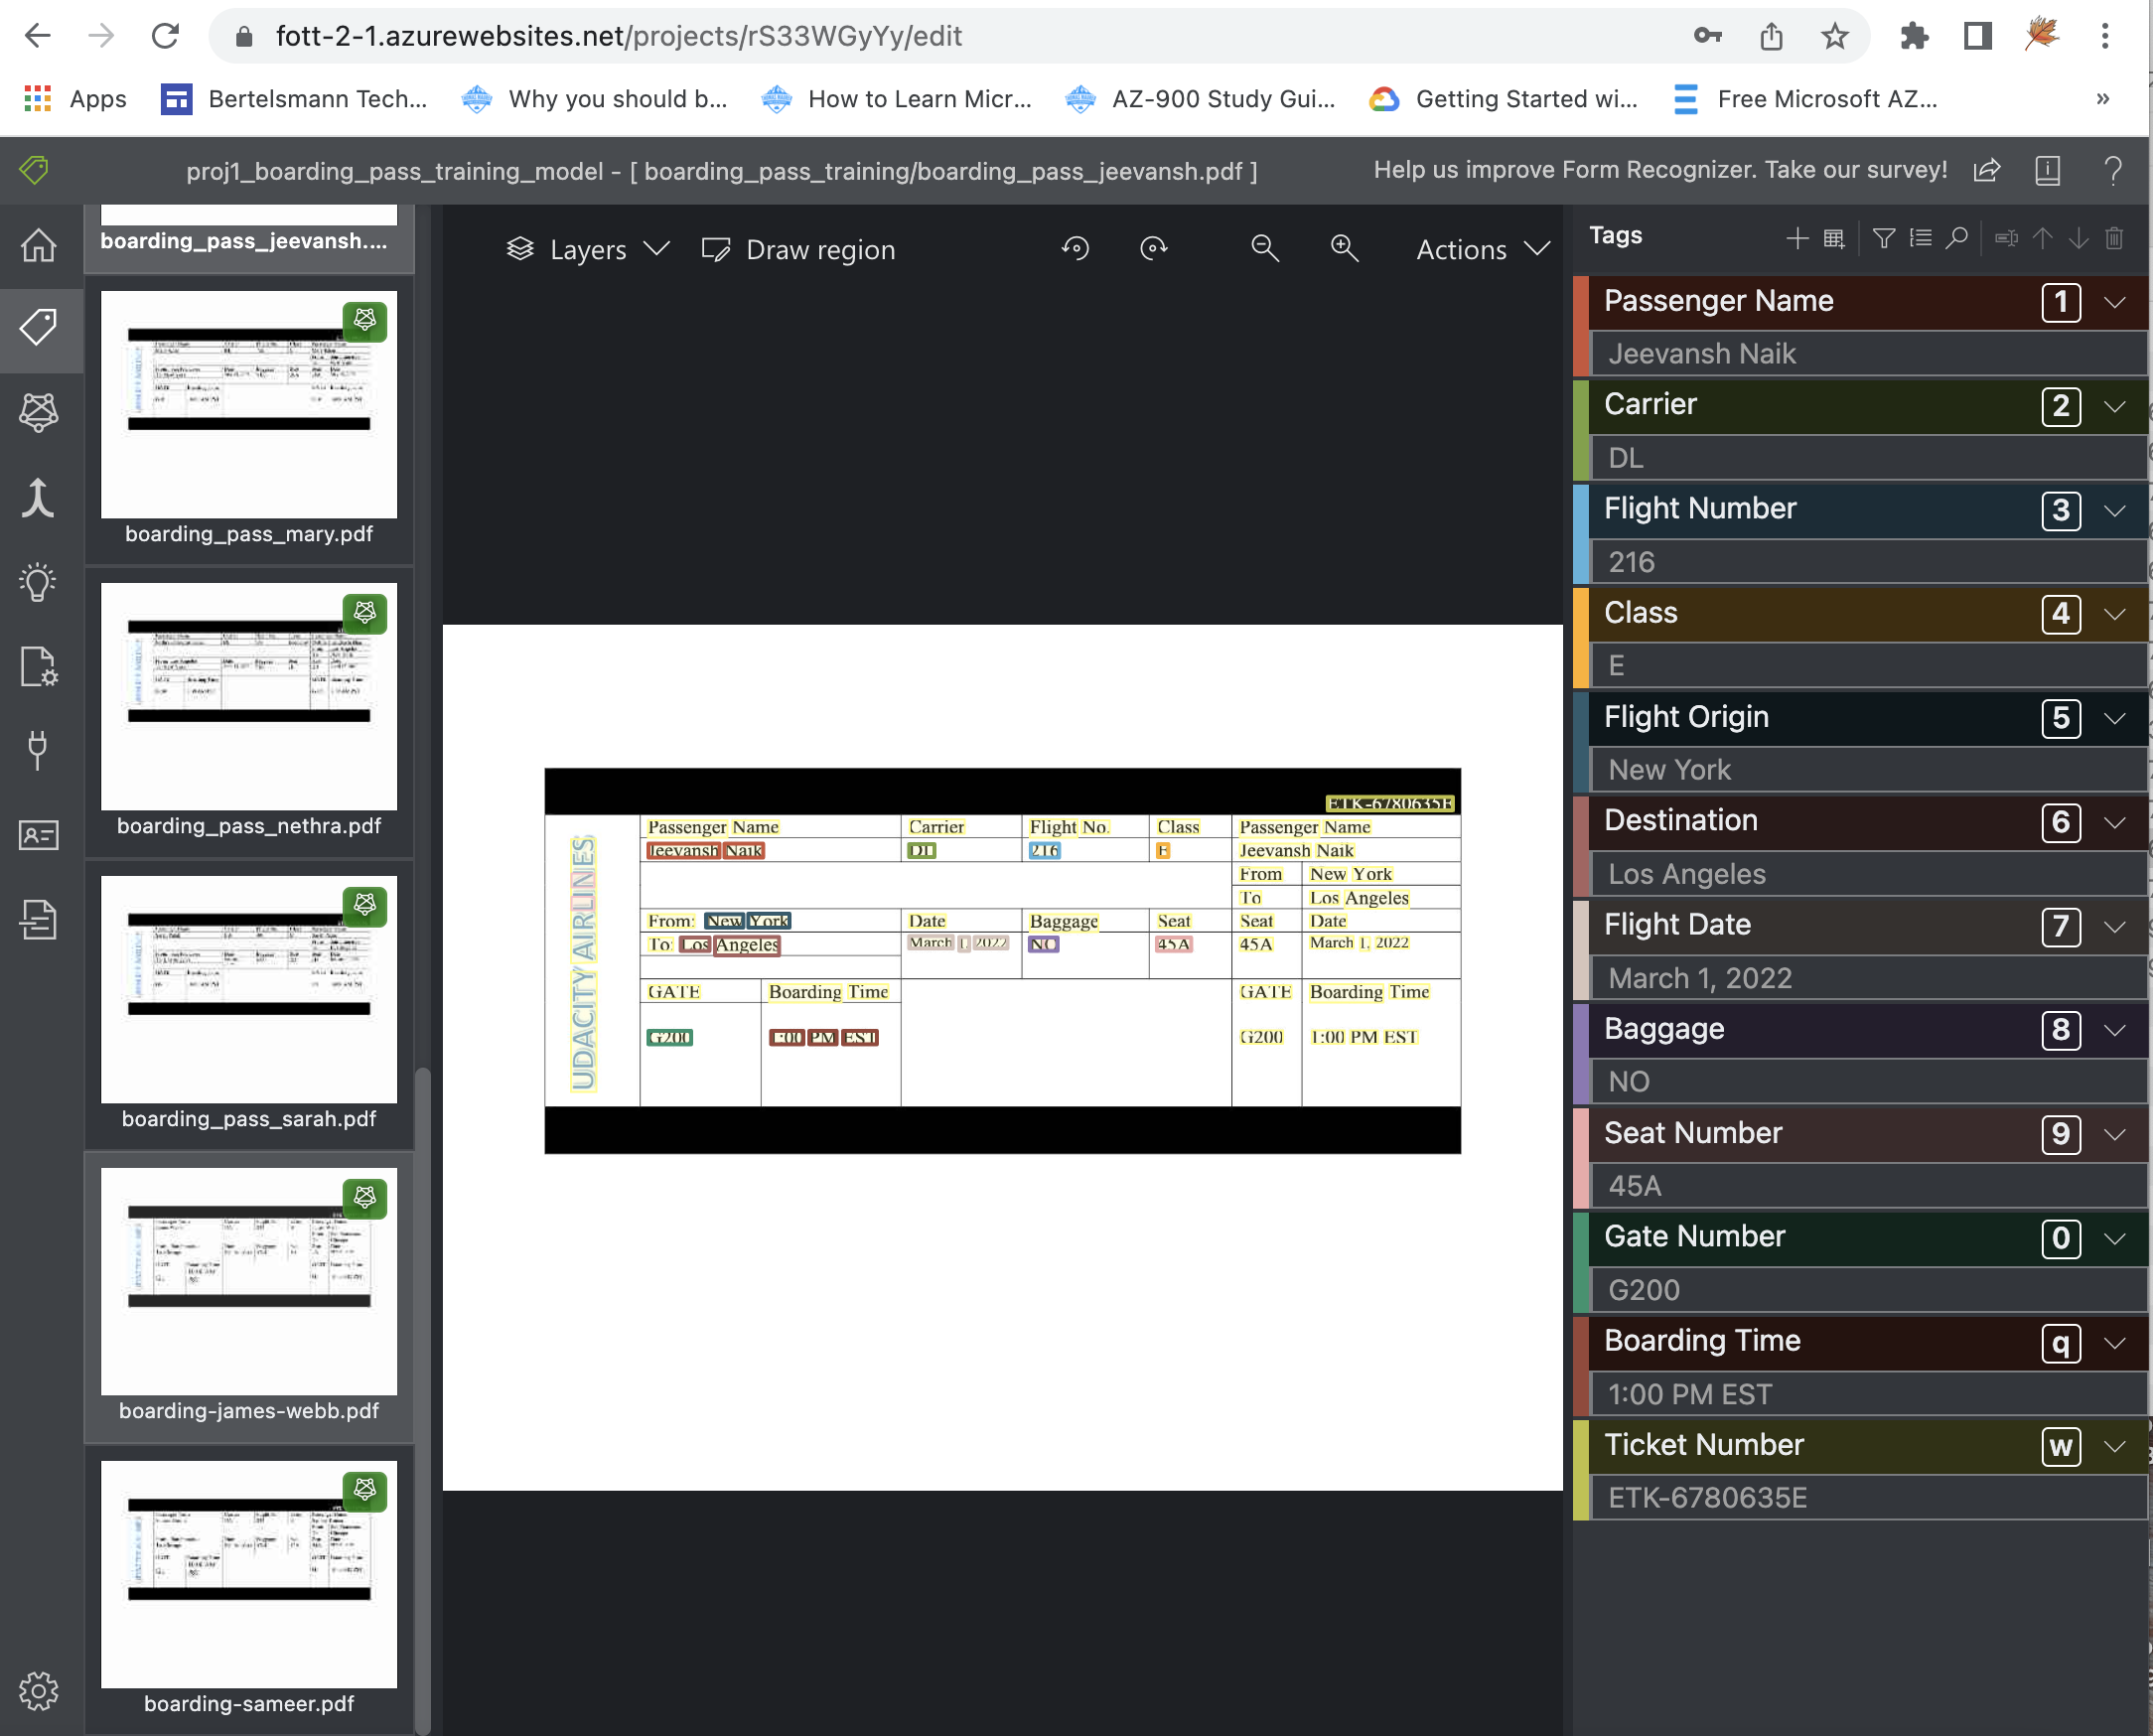 fott-2-1.azurewebsites.net/projects/rS33WGyYy/edit
Apps Bertelsmann Tech... Why you should b... How to Learn Micr... AZ-900 Study Gui... Getting Started wi... Free Microsoft AZ... »
proj1_boarding_pass_training_model - [ boarding_pass_training/boarding_pass_jeevansh.pdf ] Help us improve Form Recognizer. Take our survey! ?
boarding_pass_jeevansh....
boarding_pass_mary.pdf
boarding_pass_nethra.pdf
boarding_pass_sarah.pdf
boarding-james-webb.pdf
boarding-sameer.pdf
Layers Draw region Actions
ETK-6780635E
UDACITY AIRLINES
Passenger Name Carrier Flight No. Class Passenger Name
Jeevansh Naik DL 216 E Jeevansh Naik
From New York
To Los Angeles
From: New York Date Baggage Seat Seat Date
To: Los Angeles March 1, 2022 NO 45A 45A March 1, 2022
GATE Boarding Time GATE Boarding Time
G200 1:00 PM EST G200 1:00 PM EST
Tags
Passenger Name 1
Jeevansh Naik
Carrier 2
DL
Flight Number 3
216
Class 4
E
Flight Origin 5
New York
Destination 6
Los Angeles
Flight Date 7
March 1, 2022
Baggage 8
NO
Seat Number 9
45A
Gate Number 0
G200
Boarding Time q
1:00 PM EST
Ticket Number w
ETK-6780635E